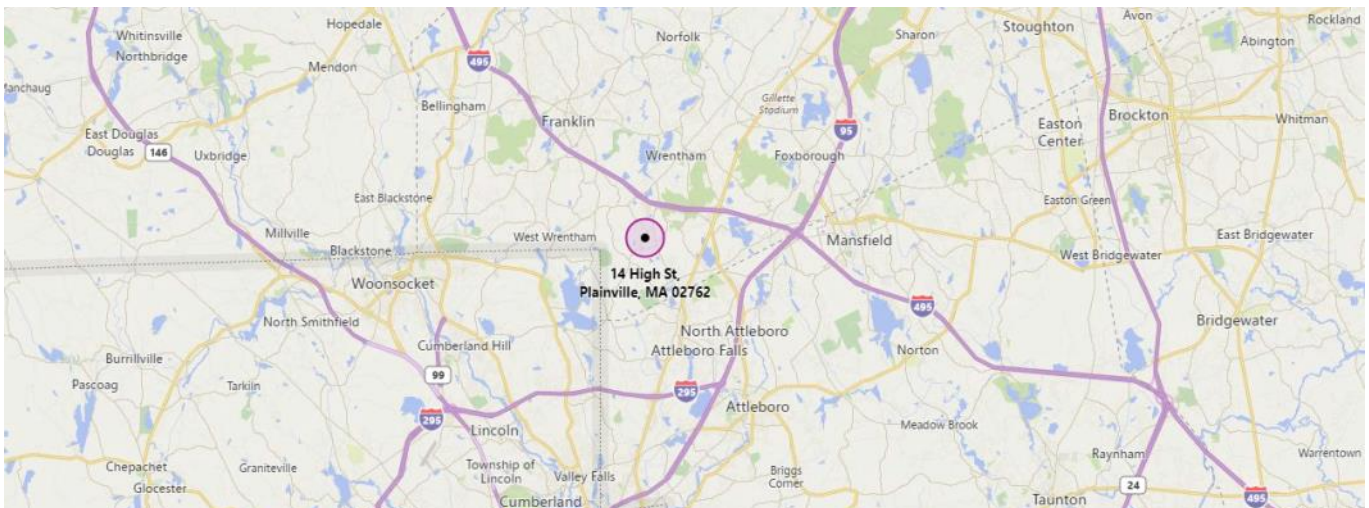 Hopedale
Avon
Rockland
Whitinsville
Northbridge
Norfolk
Sharon
Stoughton
Abington
495
Mendon
Manchaug
Gillette
Stadium
Bellingham
Franklin
95
Easton
Center
Brockton
Whitman
East Douglas
Douglas
146
Uxbridge
Wrentham
Foxborough
East Blackstone
Easton Green
Millville
Blackstone
West Wrentham
Mansfield
East Bridgewater
West Bridgewater
14 High St,
Plainville, MA 02762
Woonsocket
495
North Smithfield
North Attleboro
Attleboro Falls
Bridgewater
Cumberland Hill
Norton
Burrillville
Pascoag
Tarkiln
99
295
Attleboro
295
Lincoln
Meadow Brook
Chepachet
Graniteville
Township of
Lincoln
Valley Falls
Briggs
Corner
Raynham
Warrentown
Glocester
24
Cumberland
Taunton
495